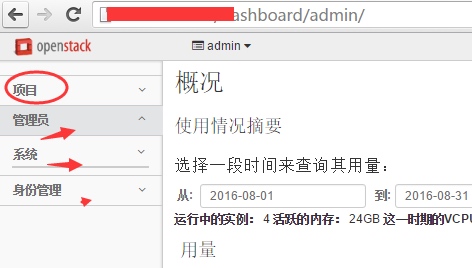 ashboard/admin/
openstack
admin
项目
管理员
系统
身份管理
概况
使用情况摘要
选择一段时间来查询其用量：
从: 2016-08-01 到: 2016-08-31
运行中的实例： 4 活跃的内存： 24GB 这一时期的VCPU
用量